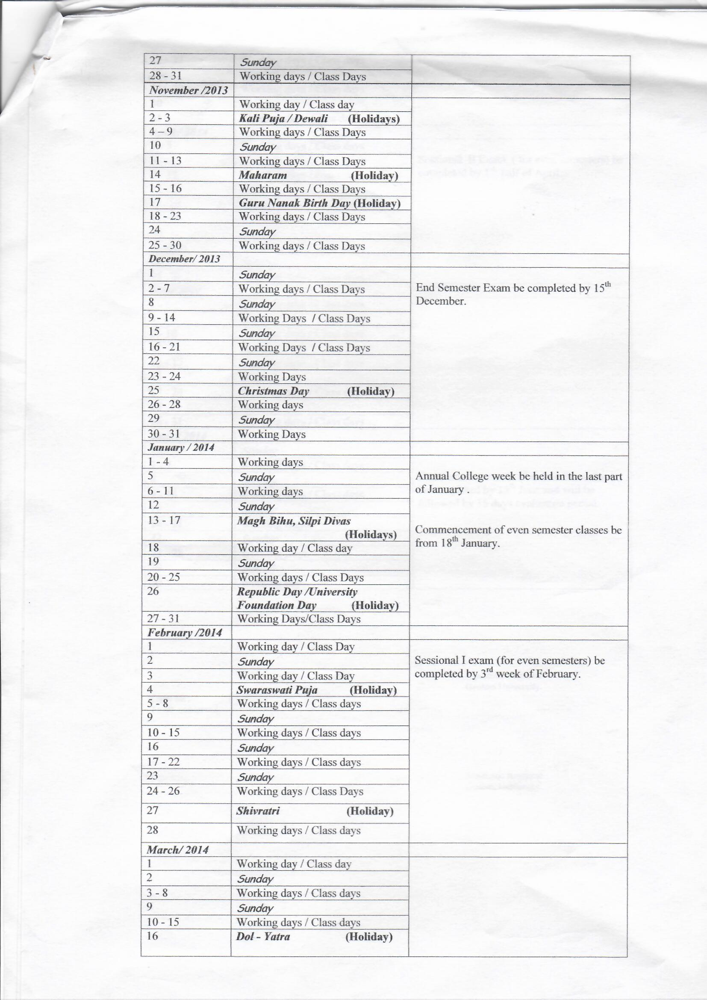 27 Sunday
28 - 31 Working days / Class Days
November /2013
1 Working day / Class day
2 - 3 Kali Puja / Dewali (Holidays)
4 – 9 Working days / Class Days
10 Sunday
11 - 13 Working days / Class Days
14 Maharam (Holiday)
15 - 16 Working days / Class Days
17 Guru Nanak Birth Day (Holiday)
18 - 23 Working days / Class Days
24 Sunday
25 - 30 Working days / Class Days
December/ 2013
1 Sunday
2 - 7 Working days / Class Days
8 Sunday
9 - 14 Working Days / Class Days
15 Sunday
16 - 21 Working Days / Class Days
22 Sunday
23 - 24 Working Days
25 Christmas Day (Holiday)
26 - 28 Working days
29 Sunday
30 - 31 Working Days
End Semester Exam be completed by 15th
December.
January / 2014
1 - 4 Working days
5 Sunday
6 - 11 Working days
12 Sunday
13 - 17 Magh Bihu, Silpi Divas
(Holidays)
18 Working day / Class day
19 Sunday
20 - 25 Working days / Class Days
26 Republic Day /University
Foundation Day (Holiday)
27 - 31 Working Days/Class Days
Annual College week be held in the last part
of January .
Commencement of even semester classes be
from 18th January.
February /2014
1 Working day / Class Day
2 Sunday
3 Working day / Class Day
4 Swaraswati Puja (Holiday)
5 - 8 Working days / Class days
9 Sunday
10 - 15 Working days / Class days
16 Sunday
17 - 22 Working days / Class days
23 Sunday
24 - 26 Working days / Class Days
27 Shivratri (Holiday)
28 Working days / Class days
Sessional I exam (for even semesters) be
completed by 3rd week of February.
March/ 2014
1 Working day / Class day
2 Sunday
3 - 8 Working days / Class days
9 Sunday
10 - 15 Working days / Class days
16 Dol - Yatra (Holiday)